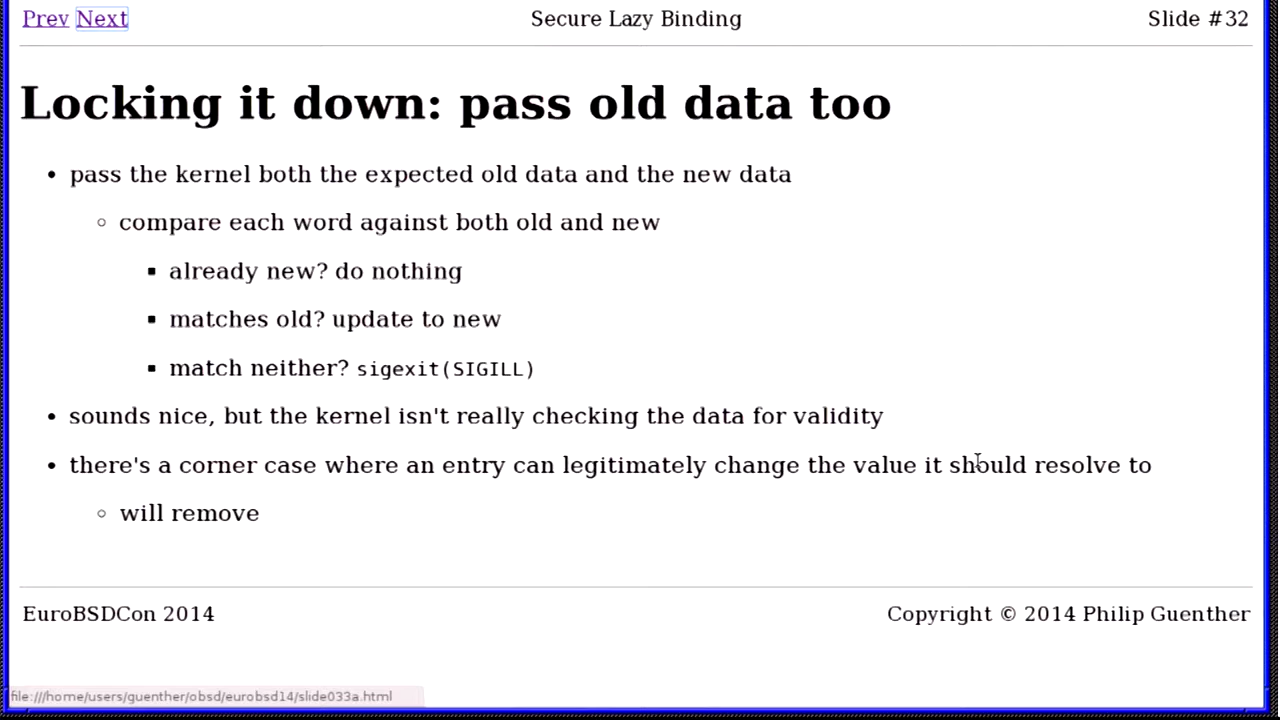 Prev Next Secure Lazy Binding Slide #32
Locking it down: pass old data too
• pass the kernel both the expected old data and the new data
◦ compare each word against both old and new
▪ already new? do nothing
▪ matches old? update to new
▪ match neither? sigexit(SIGILL)
• sounds nice, but the kernel isn't really checking the data for validity
• there's a corner case where an entry can legitimately change the value it should resolve to
◦ will remove
EuroBSDCon 2014 Copyright © 2014 Philip Guenther
file:///home/users/guenther/obsd/eurobsd14/slide033a.html